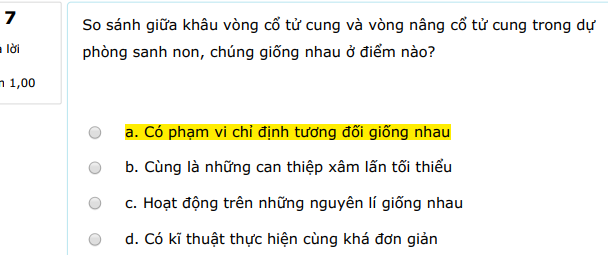 7
So sánh giữa khâu vòng cổ tử cung và vòng nâng cổ tử cung trong dự
lời
phòng sanh non, chúng giống nhau ở điểm nào?
1,00
a. Có phạm vi chỉ định tương đối giống nhau
b. Cùng là những can thiệp xâm lấn tối thiểu
c. Hoạt động trên những nguyên lí giống nhau
d. Có kĩ thuật thực hiện cùng khá đơn giản